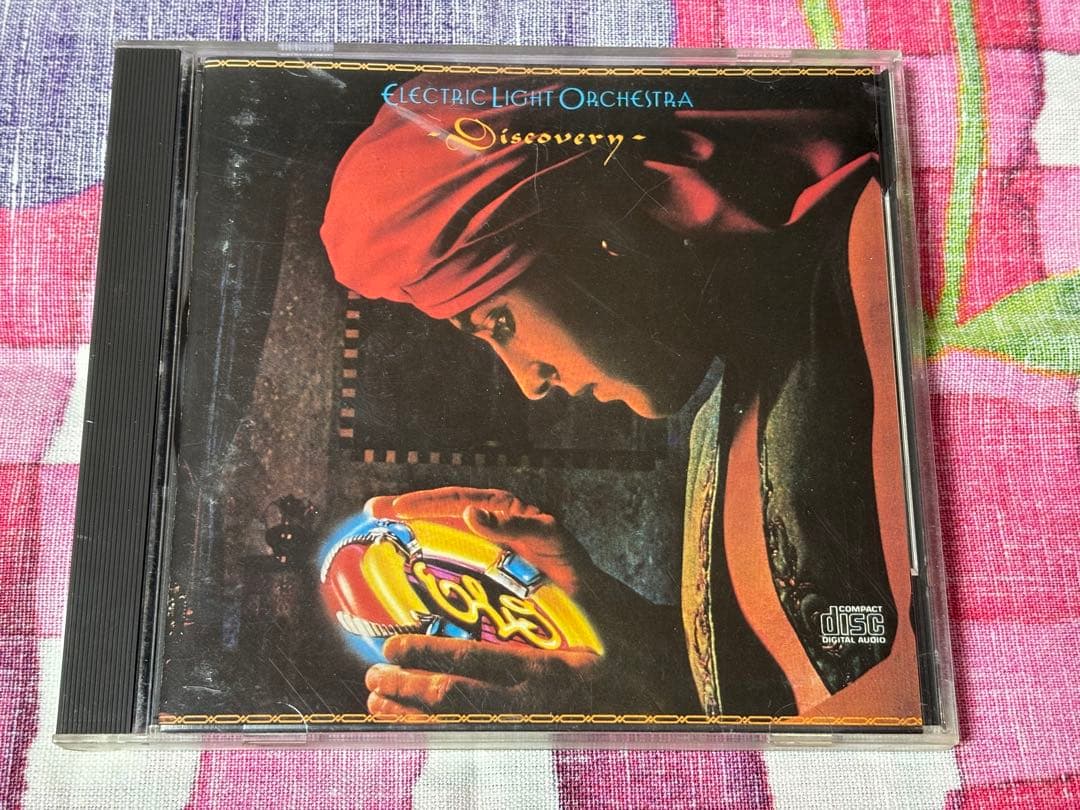 ELECTRIC LIGHT ORCHESTRA
- Discovery -
ELO
COMPACT
disc
DIGITAL AUDIO